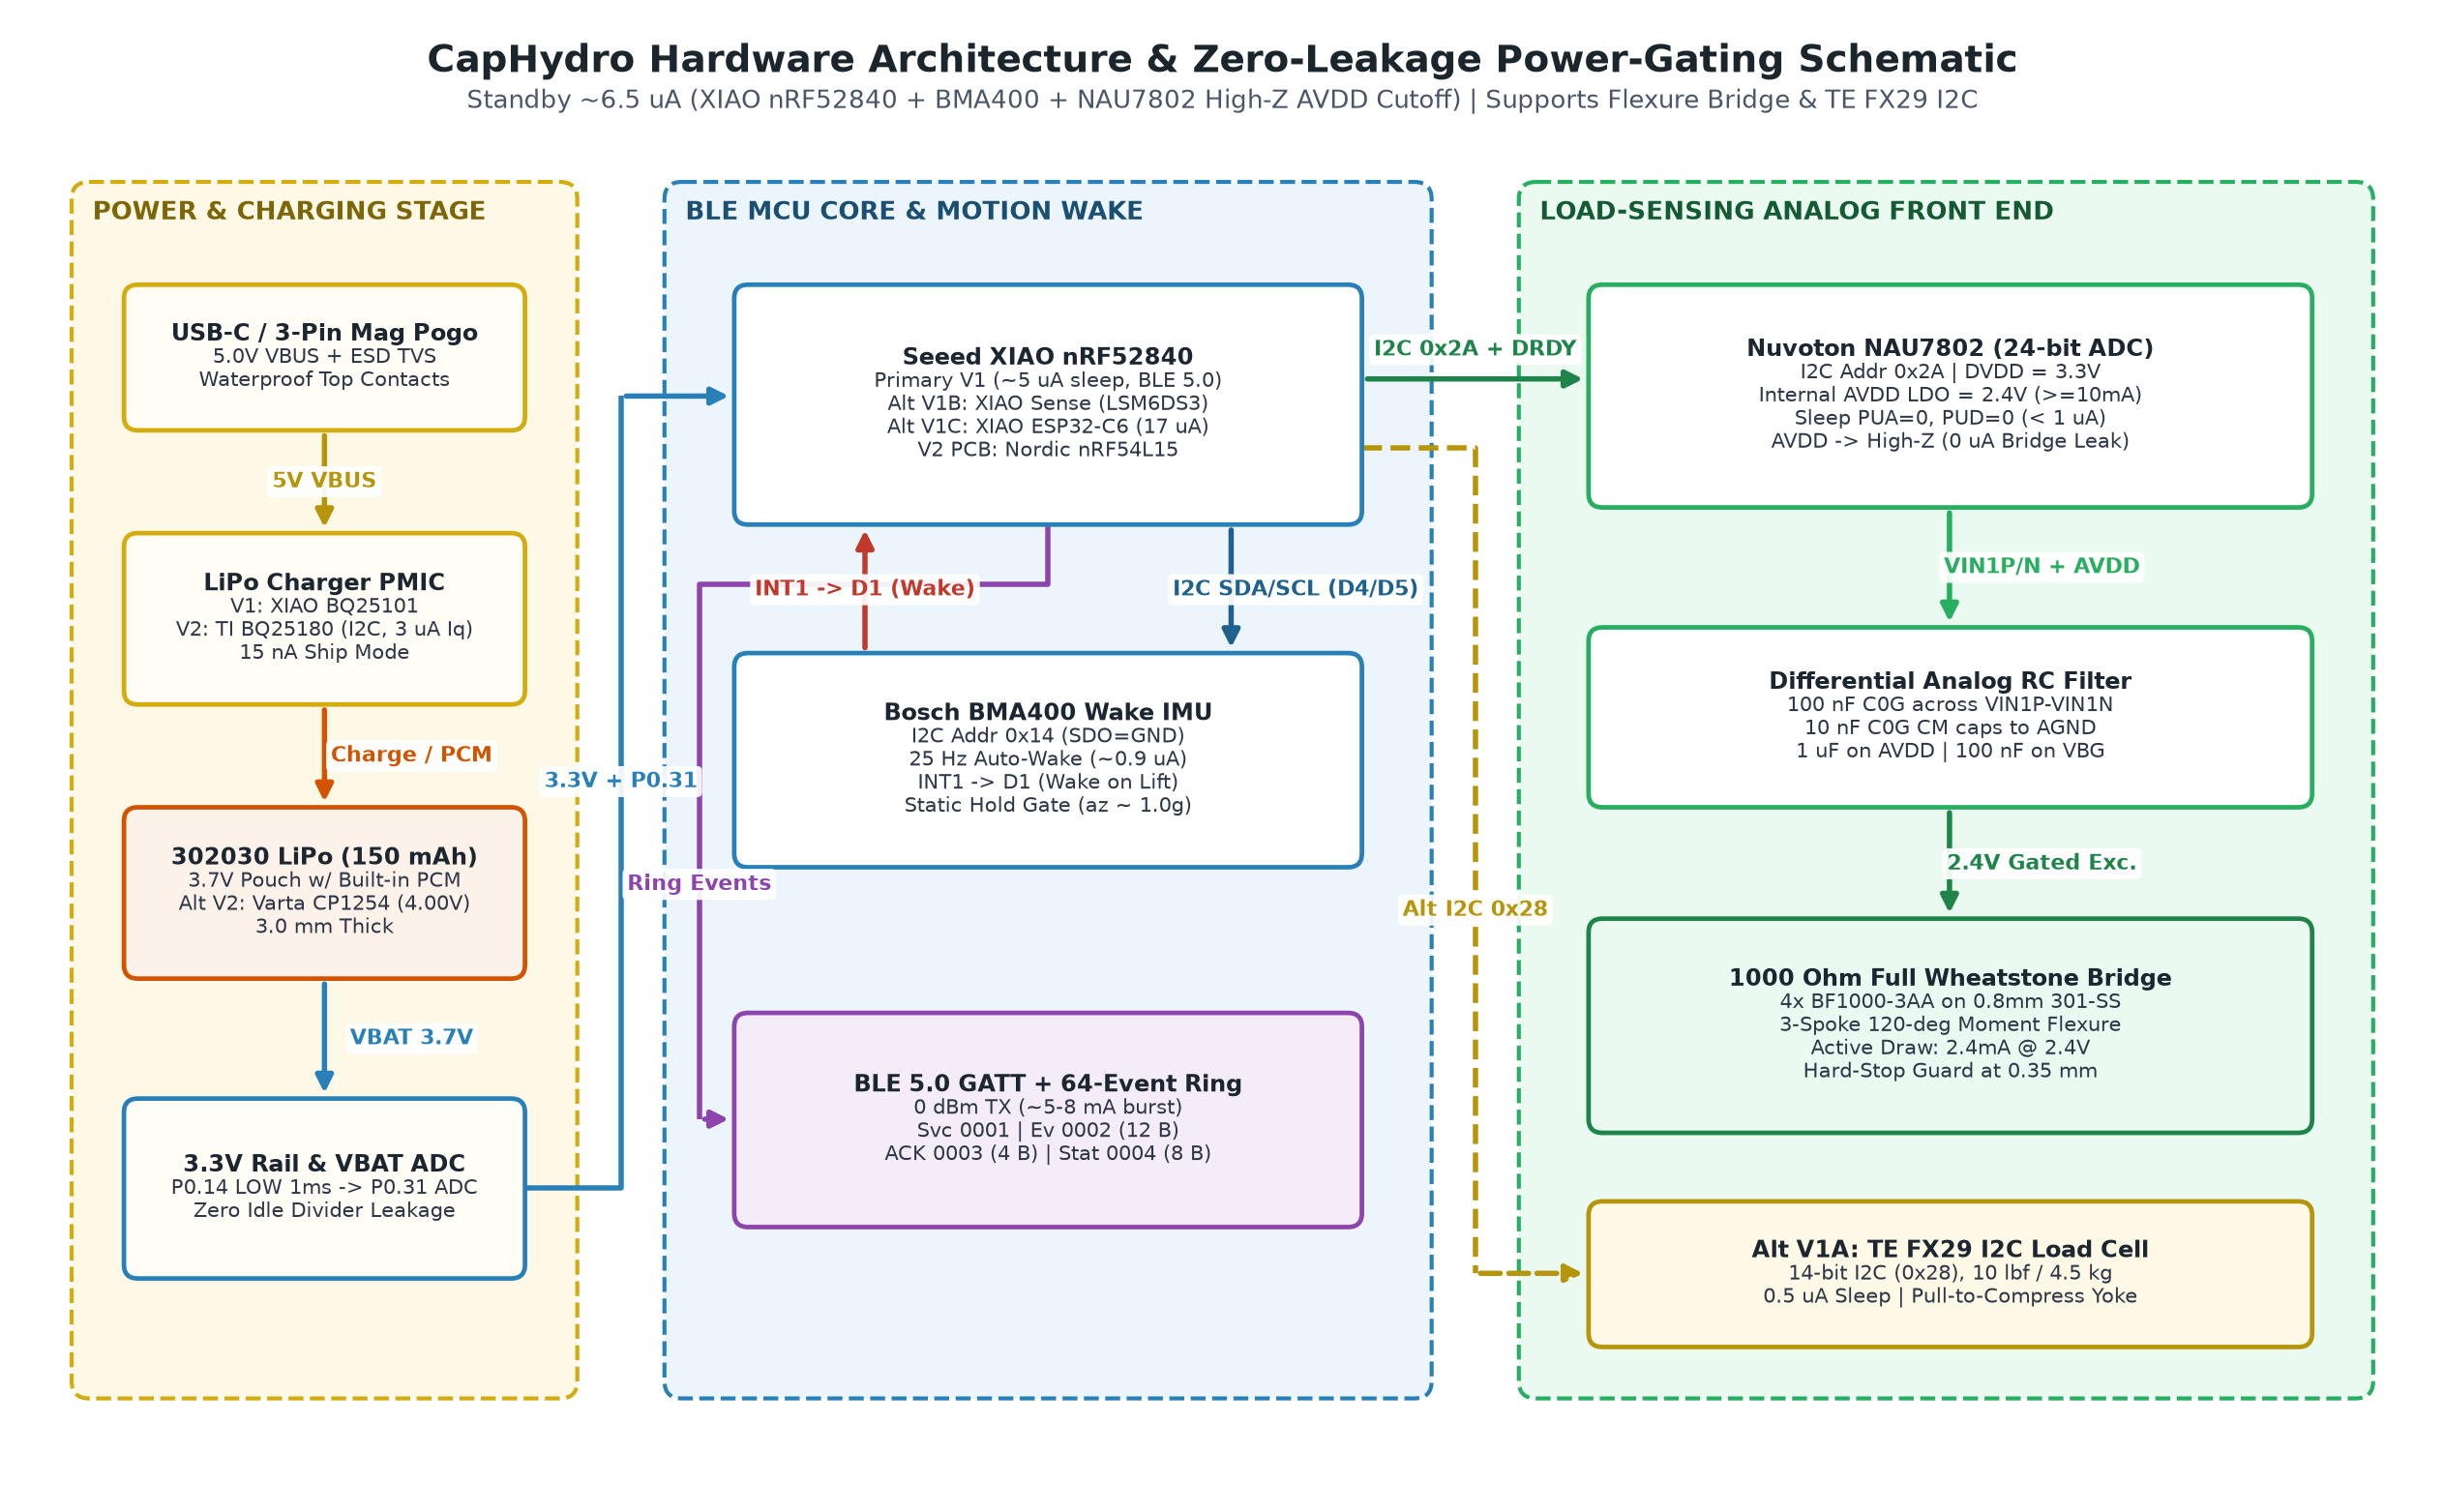 CapHydro Hardware Architecture & Zero-Leakage Power-Gating Schematic
Standby ~6.5 uA (XIAO nRF52840 + BMA400 + NAU7802 High-Z AVDD Cutoff) | Supports Flexure Bridge & TE FX29 I2C
POWER & CHARGING STAGE
USB-C / 3-Pin Mag Pogo
5.0V VBUS + ESD TVS
Waterproof Top Contacts
5V VBUS
LiPo Charger PMIC
V1: XIAO BQ25101
V2: TI BQ25180 (I2C, 3 uA Iq)
15 nA Ship Mode
Charge / PCM
302030 LiPo (150 mAh)
3.7V Pouch w/ Built-in PCM
Alt V2: Varta CP1254 (4.00V)
3.0 mm Thick
VBAT 3.7V
3.3V Rail & VBAT ADC
P0.14 LOW 1ms -> P0.31 ADC
Zero Idle Divider Leakage
3.3V + P0.31
BLE MCU CORE & MOTION WAKE
Seeed XIAO nRF52840
Primary V1 (~5 uA sleep, BLE 5.0)
Alt V1B: XIAO Sense (LSM6DS3)
Alt V1C: XIAO ESP32-C6 (17 uA)
V2 PCB: Nordic nRF54L15
INT1 -> D1 (Wake)
I2C SDA/SCL (D4/D5)
Bosch BMA400 Wake IMU
I2C Addr 0x14 (SDO=GND)
25 Hz Auto-Wake (~0.9 uA)
INT1 -> D1 (Wake on Lift)
Static Hold Gate (az ~ 1.0g)
Ring Events
BLE 5.0 GATT + 64-Event Ring
0 dBm TX (~5-8 mA burst)
Svc 0001 | Ev 0002 (12 B)
ACK 0003 (4 B) | Stat 0004 (8 B)
I2C 0x2A + DRDY
Alt I2C 0x28
LOAD-SENSING ANALOG FRONT END
Nuvoton NAU7802 (24-bit ADC)
I2C Addr 0x2A | DVDD = 3.3V
Internal AVDD LDO = 2.4V (>=10mA)
Sleep PUA=0, PUD=0 (< 1 uA)
AVDD -> High-Z (0 uA Bridge Leak)
VIN1P/N + AVDD
Differential Analog RC Filter
100 nF C0G across VIN1P-VIN1N
10 nF C0G CM caps to AGND
1 uF on AVDD | 100 nF on VBG
2.4V Gated Exc.
1000 Ohm Full Wheatstone Bridge
4x BF1000-3AA on 0.8mm 301-SS
3-Spoke 120-deg Moment Flexure
Active Draw: 2.4mA @ 2.4V
Hard-Stop Guard at 0.35 mm
Alt V1A: TE FX29 I2C Load Cell
14-bit I2C (0x28), 10 lbf / 4.5 kg
0.5 uA Sleep | Pull-to-Compress Yoke